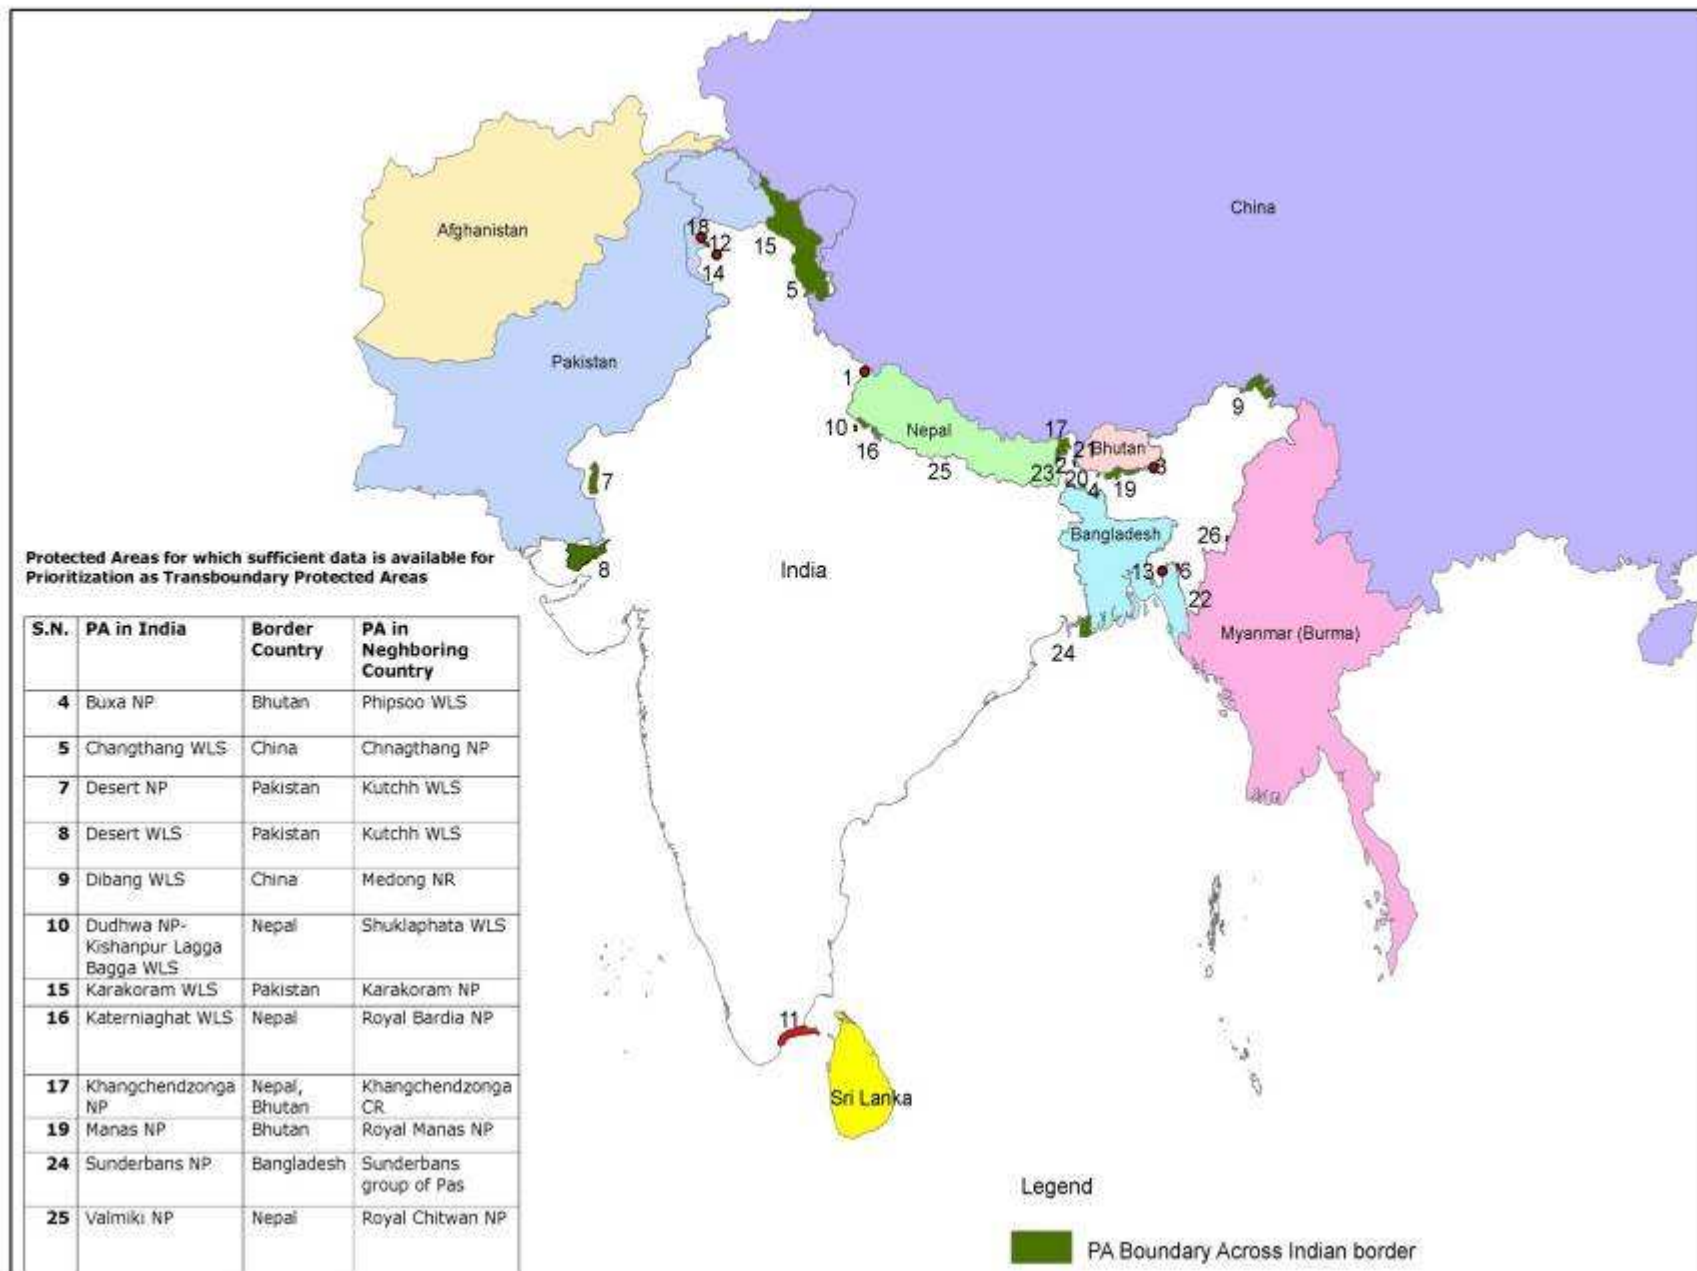 China
Afghanistan
18
12
15
14
5
Pakistan
1
9
10
Nepal
17
21
Bhutan
16
25
23
2
20
3
7
4
19
Bangladesh
26
India
8
13
6
22
Myanmar (Burma)
24
11
Sri Lanka
Protected Areas for which sufficient data is available for
Prioritization as Transboundary Protected Areas
S.N. PA in India Border Country PA in Neghboring Country
4 Buxa NP Bhutan Phipsoo WLS
5 Changthang WLS China Chnagthang NP
7 Desert NP Pakistan Kutchh WLS
8 Desert WLS Pakistan Kutchh WLS
9 Dibang WLS China Medong NR
10 Dudhwa NP- Kishanpur Lagga Bagga WLS Nepal Shuklaphata WLS
15 Karakoram WLS Pakistan Karakoram NP
16 Katerniaghat WLS Nepal Royal Bardia NP
17 Khangchendzonga NP Nepal, Bhutan Khangchendzonga CR
19 Manas NP Bhutan Royal Manas NP
24 Sunderbans NP Bangladesh Sunderbans group of Pas
25 Valmiki NP Nepal Royal Chitwan NP
Legend
PA Boundary Across Indian border